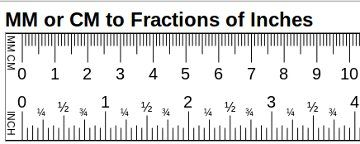 MM or CM to Fractions of Inches
MM CM
0 1 2 3 4 5 6 7 8 9 10
0 ¼ ½ ¾ 1 ¼ ½ ¾ 2 ¼ ½ ¾ 3 ¼ ½ ¾ 4
INCH